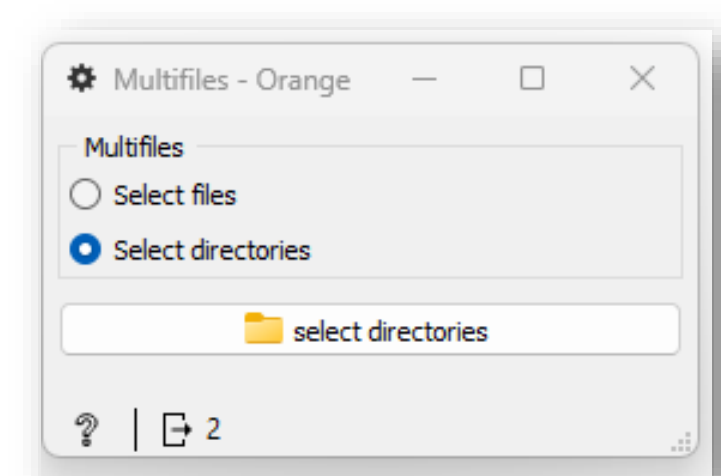 Multifiles - Orange
Multifiles
Select files
Select directories
select directories
? 2